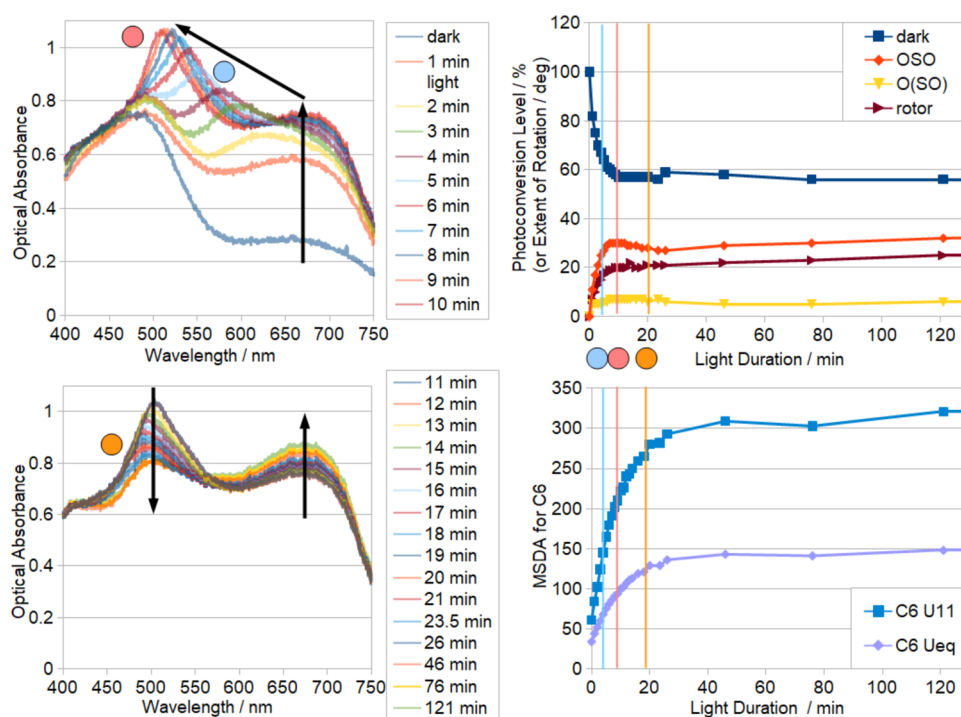 Optical Absorbance
1
0.8
0.6
0.4
0.2
0
400 450 500 550 600 650 700 750
Wavelength / nm
dark
1 min
light
2 min
3 min
4 min
5 min
6 min
7 min
8 min
9 min
10 min
Photoconversion Level / %
(or Extent of Rotation / deg)
120
100
80
60
40
20
0
0 20 40 60 80 100 120
Light Duration / min
dark
OSO
O(SO)
rotor
Optical Absorbance
1
0.8
0.6
0.4
0.2
0
400 450 500 550 600 650 700 750
Wavelength / nm
11 min
12 min
13 min
14 min
15 min
16 min
17 min
18 min
19 min
20 min
21 min
23.5 min
26 min
46 min
76 min
121 min
MSDA for C6
350
300
250
200
150
100
50
0
0 20 40 60 80 100 120
Light Duration / min
C6 U11
C6 Ueq